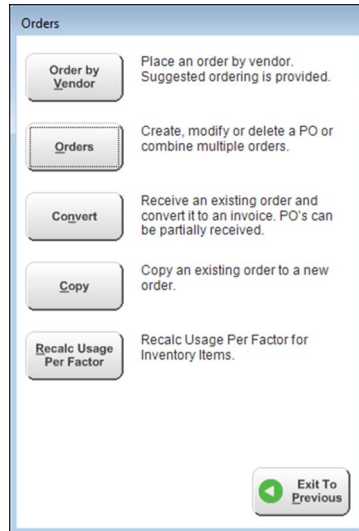 Orders
Order by
Vendor
Place an order by vendor.
Suggested ordering is provided.
Orders
Create, modify or delete a PO or
combine multiple orders.
Convert
Receive an existing order and
convert it to an invoice. PO's can
be partially received.
Copy
Copy an existing order to a new
order.
Recalc Usage
Per Factor
Recalc Usage Per Factor for
Inventory Items.
Exit To
Previous